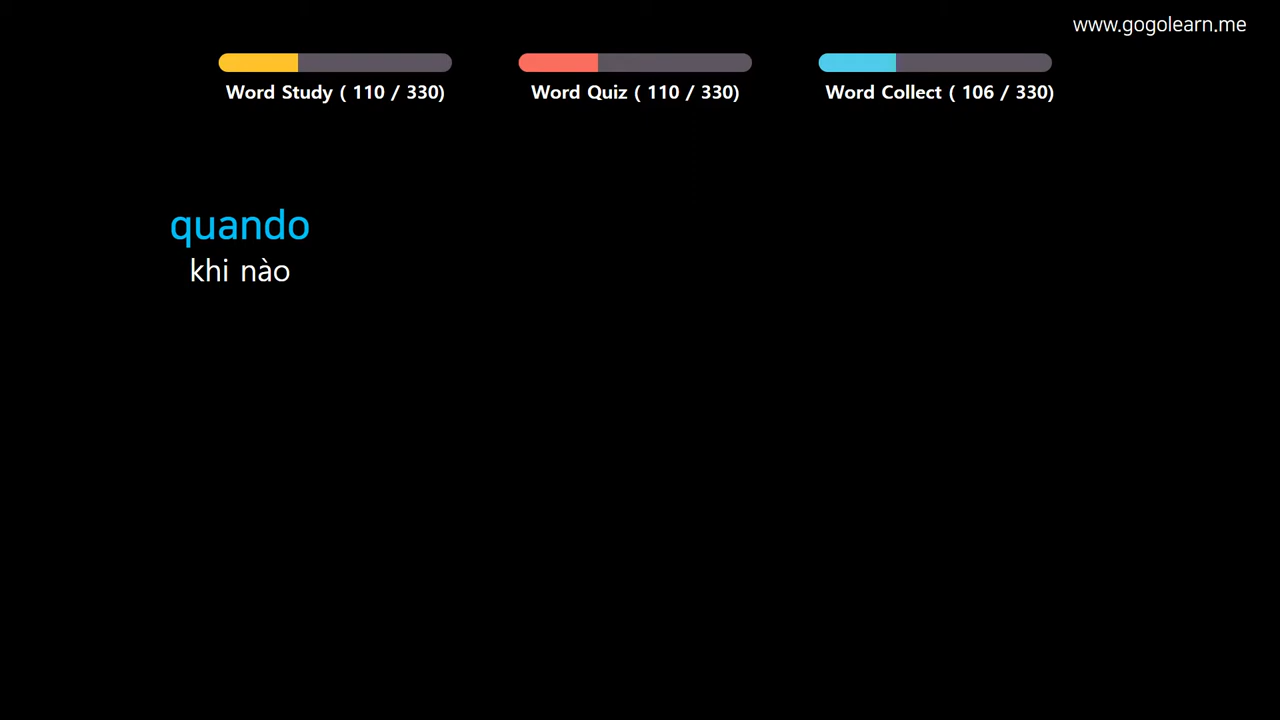 www.gogolearn.me
Word Study ( 110 / 330)
Word Quiz ( 110 / 330)
Word Collect ( 106 / 330)
quando
khi nào